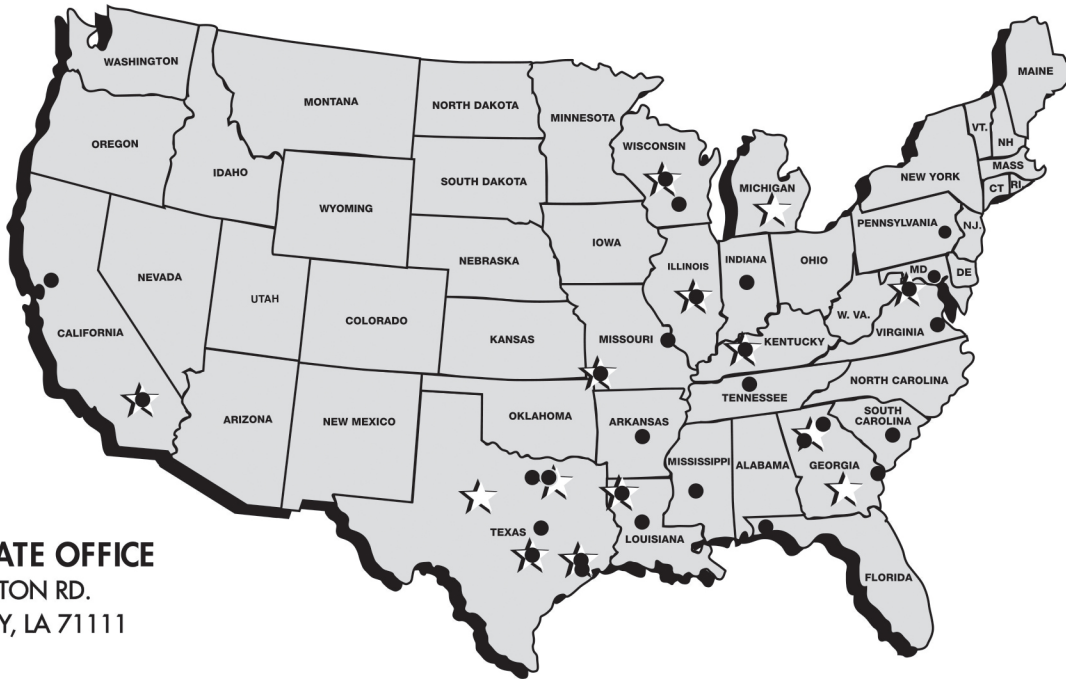 WASHINGTON
OREGON
IDAHO
MONTANA
WYOMING
NORTH DAKOTA
SOUTH DAKOTA
MINNESOTA
WISCONSIN
MICHIGAN
MAINE
VT.
NH
MASS
CT
RI
NEW YORK
PENNSYLVANIA
NJ.
MD
DE
NEVADA
UTAH
COLORADO
NEBRASKA
IOWA
ILLINOIS
INDIANA
OHIO
W. VA.
VIRGINIA
CALIFORNIA
KANSAS
MISSOURI
KENTUCKY
ARIZONA
NEW MEXICO
OKLAHOMA
ARKANSAS
TENNESSEE
NORTH CAROLINA
SOUTH
CAROLINA
MISSISSIPPI
ALABAMA
GEORGIA
TEXAS
LOUISIANA
FLORIDA
ATE OFFICE
TON RD.
Y, LA 71111